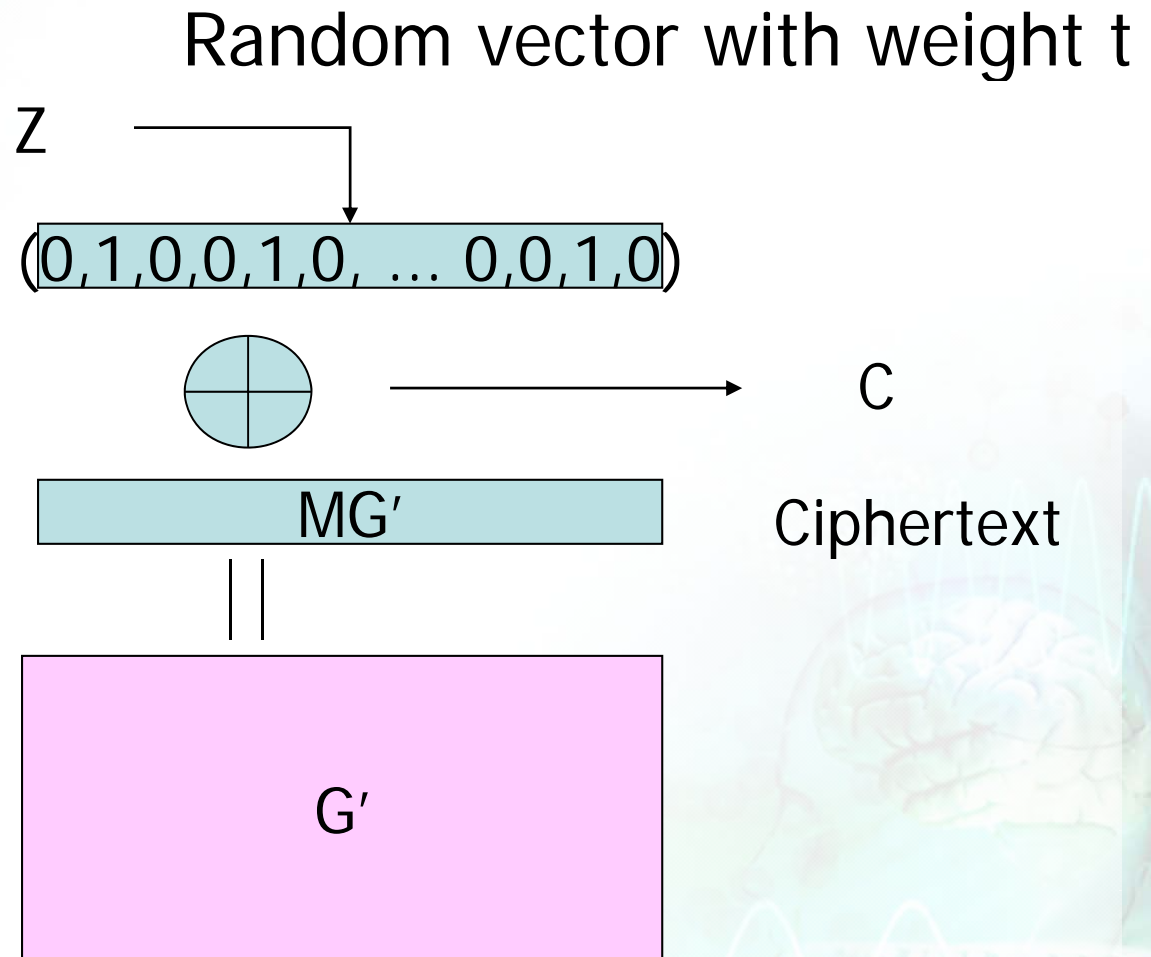 Random vector with weight t
Z
(0,1,0,0,1,0, … 0,0,1,0)
C
MG′
Ciphertext
G′